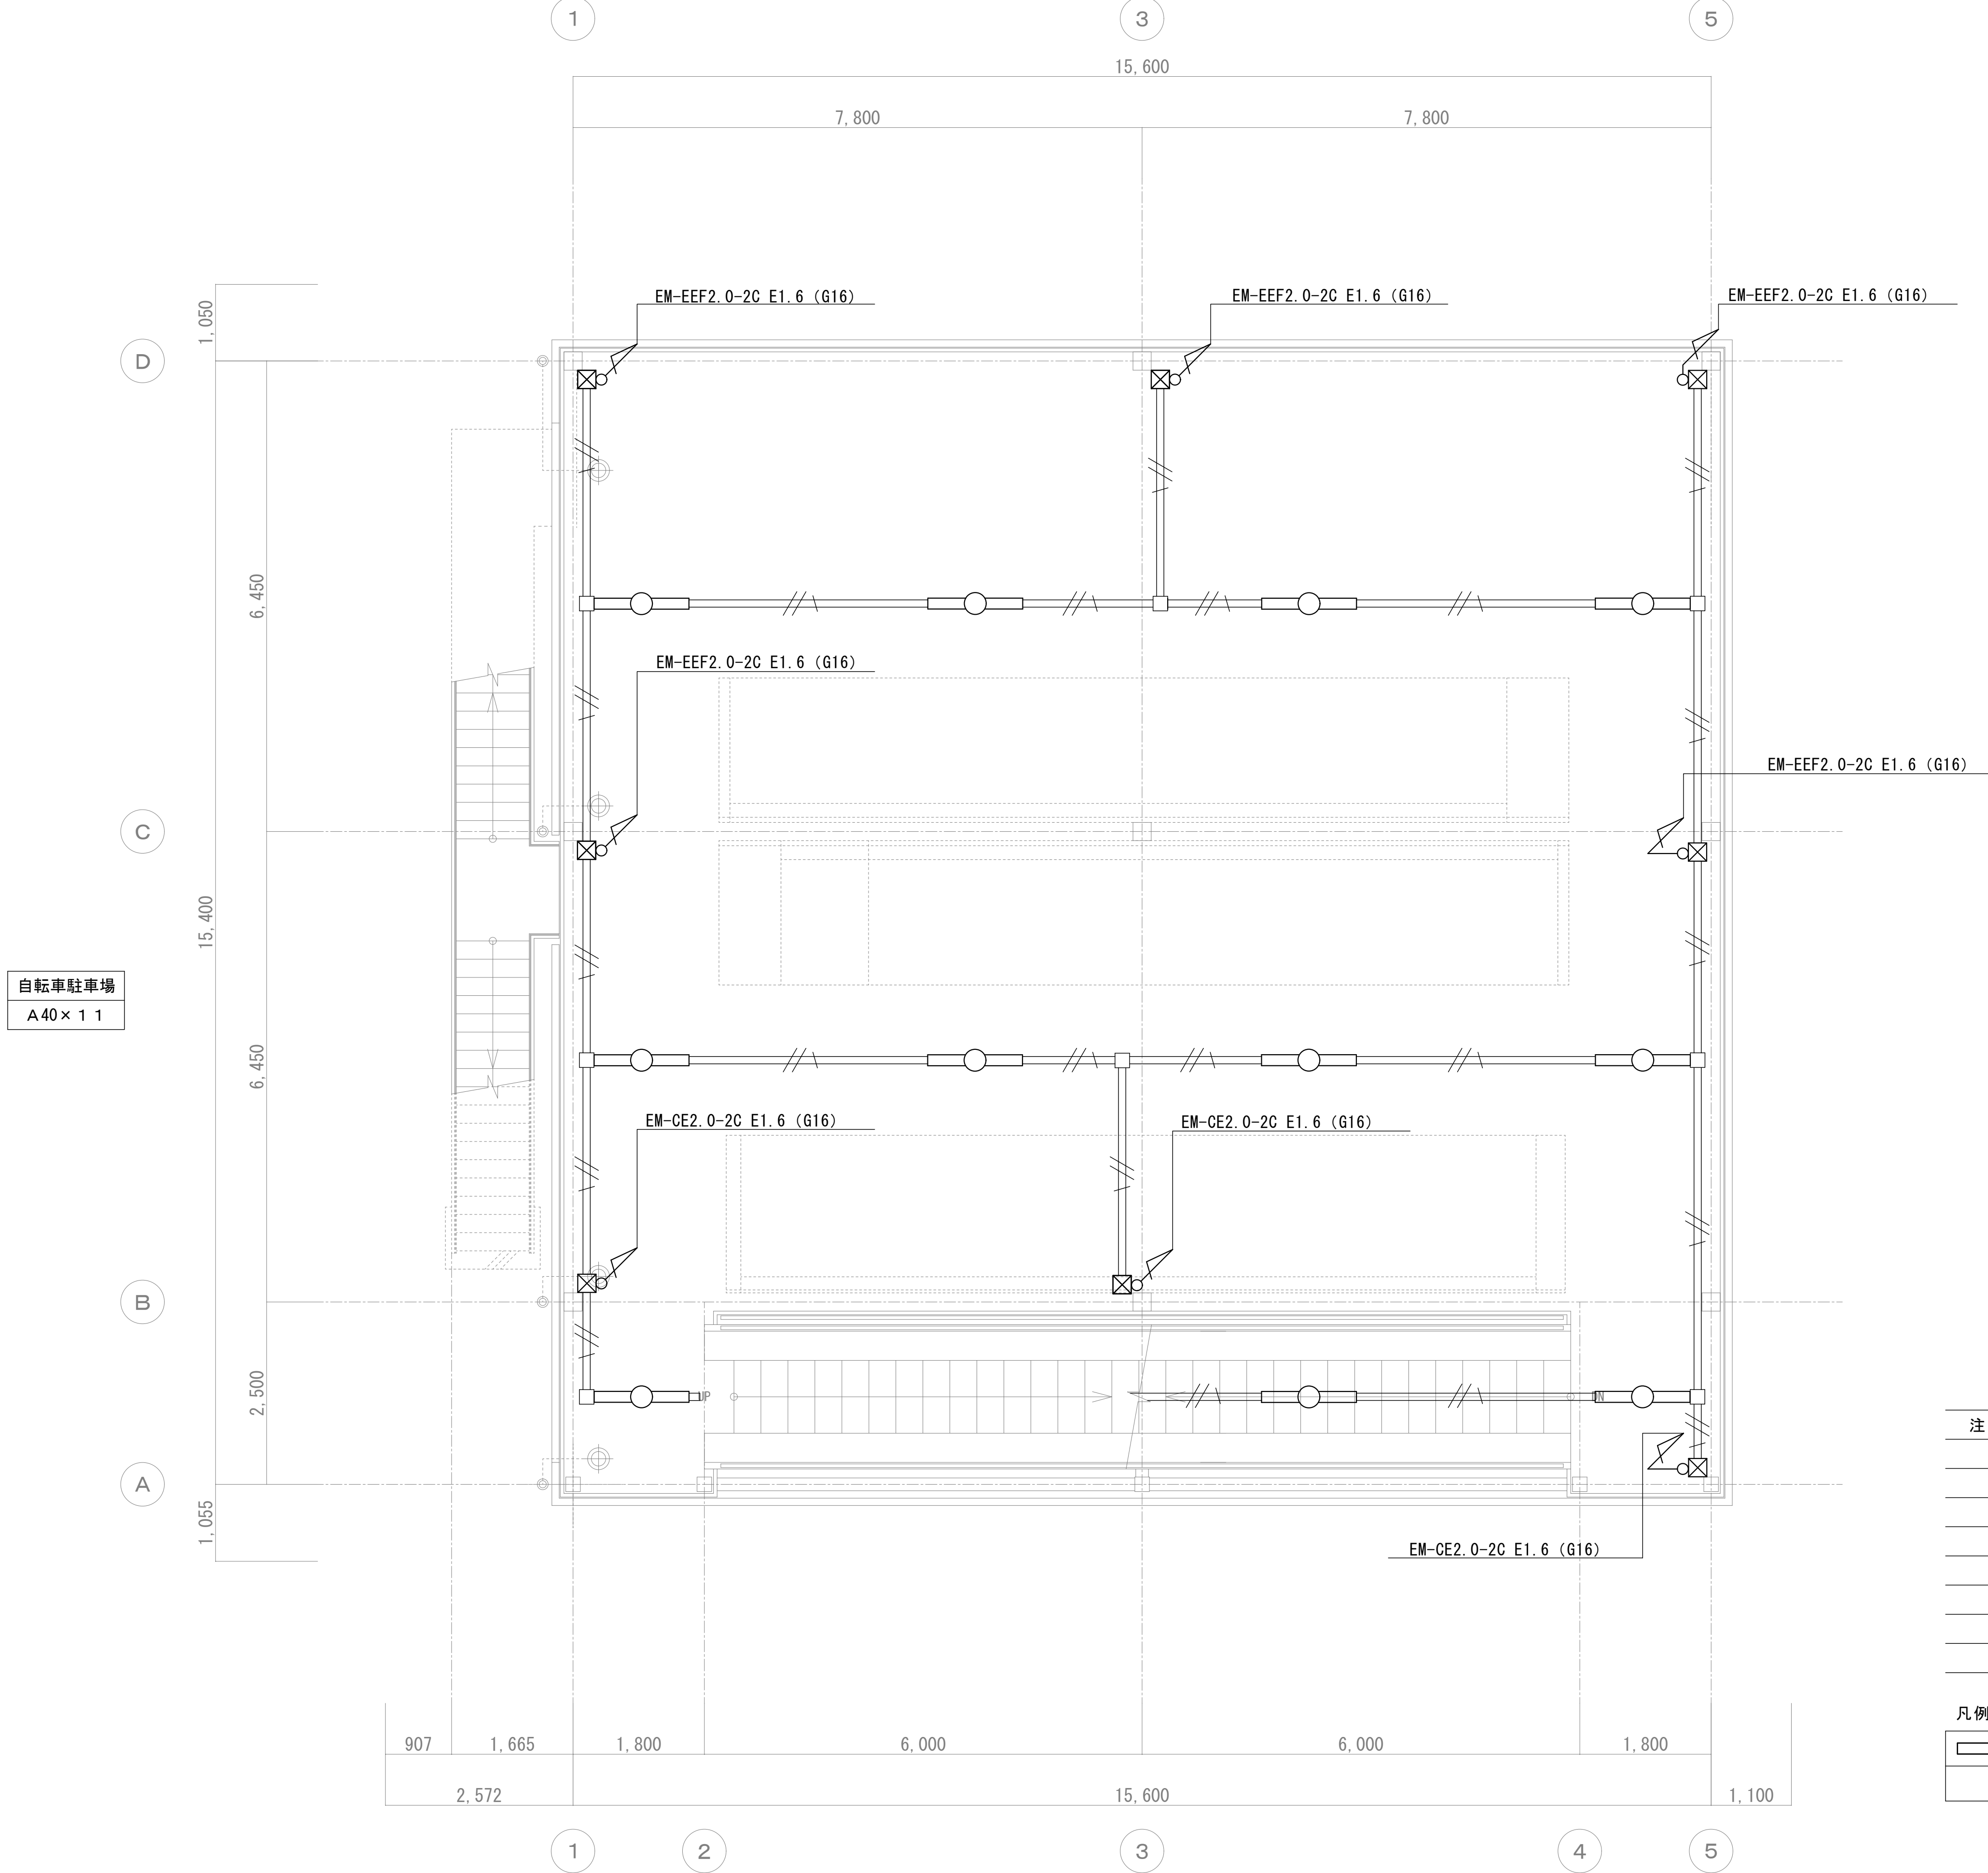 1
3
5
15,600
7,800
7,800
EM-EEF2.0-2C E1.6 (G16)
EM-EEF2.0-2C E1.6 (G16)
EM-EEF2.0-2C E1.6 (G16)
1,050
D
6,450
EM-EEF2.0-2C E1.6 (G16)
EM-EEF2.0-2C E1.6 (G16)
C
15,400
自転車駐車場
A40×11
6,450
EM-CE2.0-2C E1.6 (G16)
EM-CE2.0-2C E1.6 (G16)
B
2,500
UP
DN
注
A
1,055
EM-CE2.0-2C E1.6 (G16)
凡例
907
1,665
1,800
6,000
6,000
1,800
2,572
15,600
1,100
1
2
3
4
5